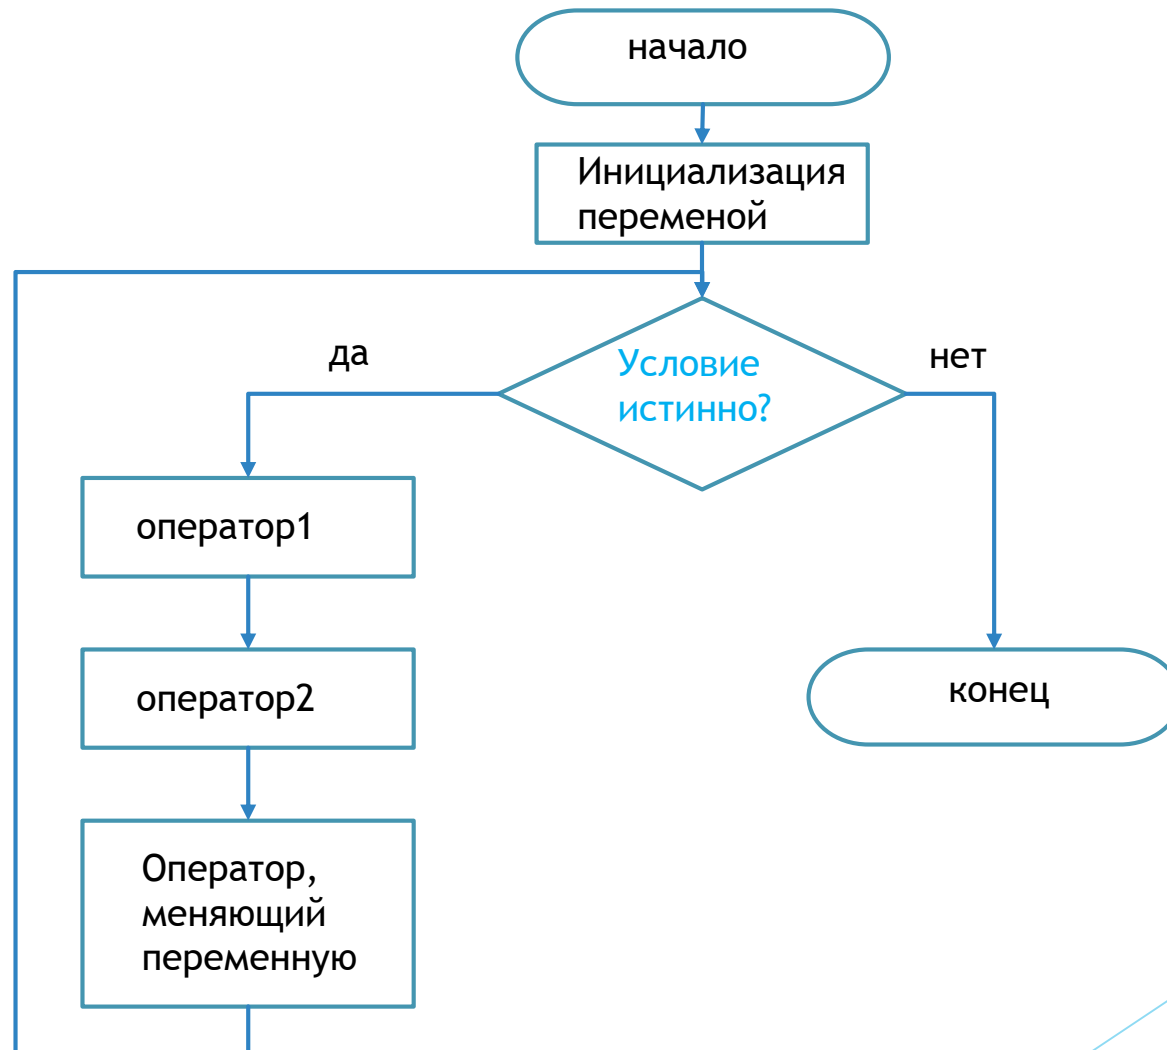 начало
Инициализация
переменой
да
Условие
истинно?
нет
оператор1
оператор2
конец
Оператор,
меняющий
переменную